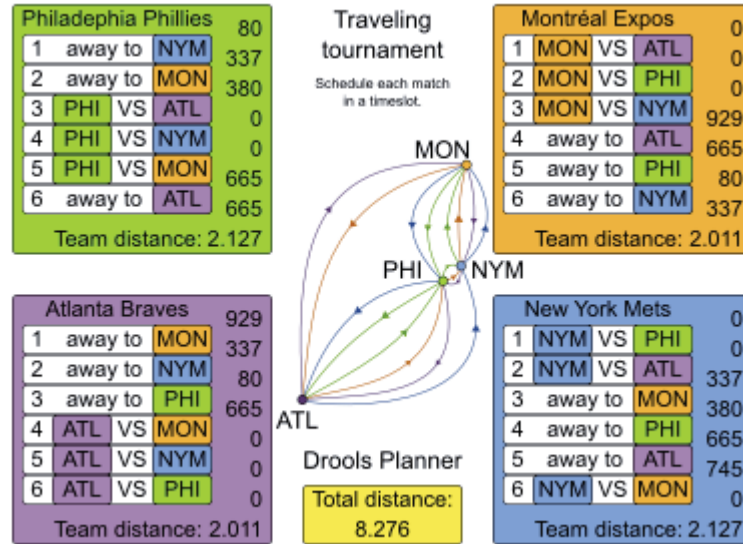 Philadephia Phillies
80
1 away to NYM
337
2 away to MON
380
3 PHI VS ATL
0
4 PHI VS NYM
0
5 PHI VS MON
665
6 away to ATL
665
Team distance: 2.127
Traveling
tournament
Schedule each match
in a timeslot.
Montréal Expos
0
1 MON VS ATL
0
2 MON VS PHI
0
3 MON VS NYM
929
4 away to ATL
665
5 away to PHI
80
6 away to NYM
337
Team distance: 2.011
MON
PHI
NYM
ATL
Atlanta Braves
929
1 away to MON
337
2 away to NYM
80
3 away to PHI
665
4 ATL VS MON
0
5 ATL VS NYM
0
6 ATL VS PHI
0
Team distance: 2.011
Drools Planner
Total distance:
8.276
New York Mets
0
1 NYM VS PHI
0
2 NYM VS ATL
337
3 away to MON
380
4 away to PHI
665
5 away to ATL
745
6 NYM VS MON
0
Team distance: 2.127